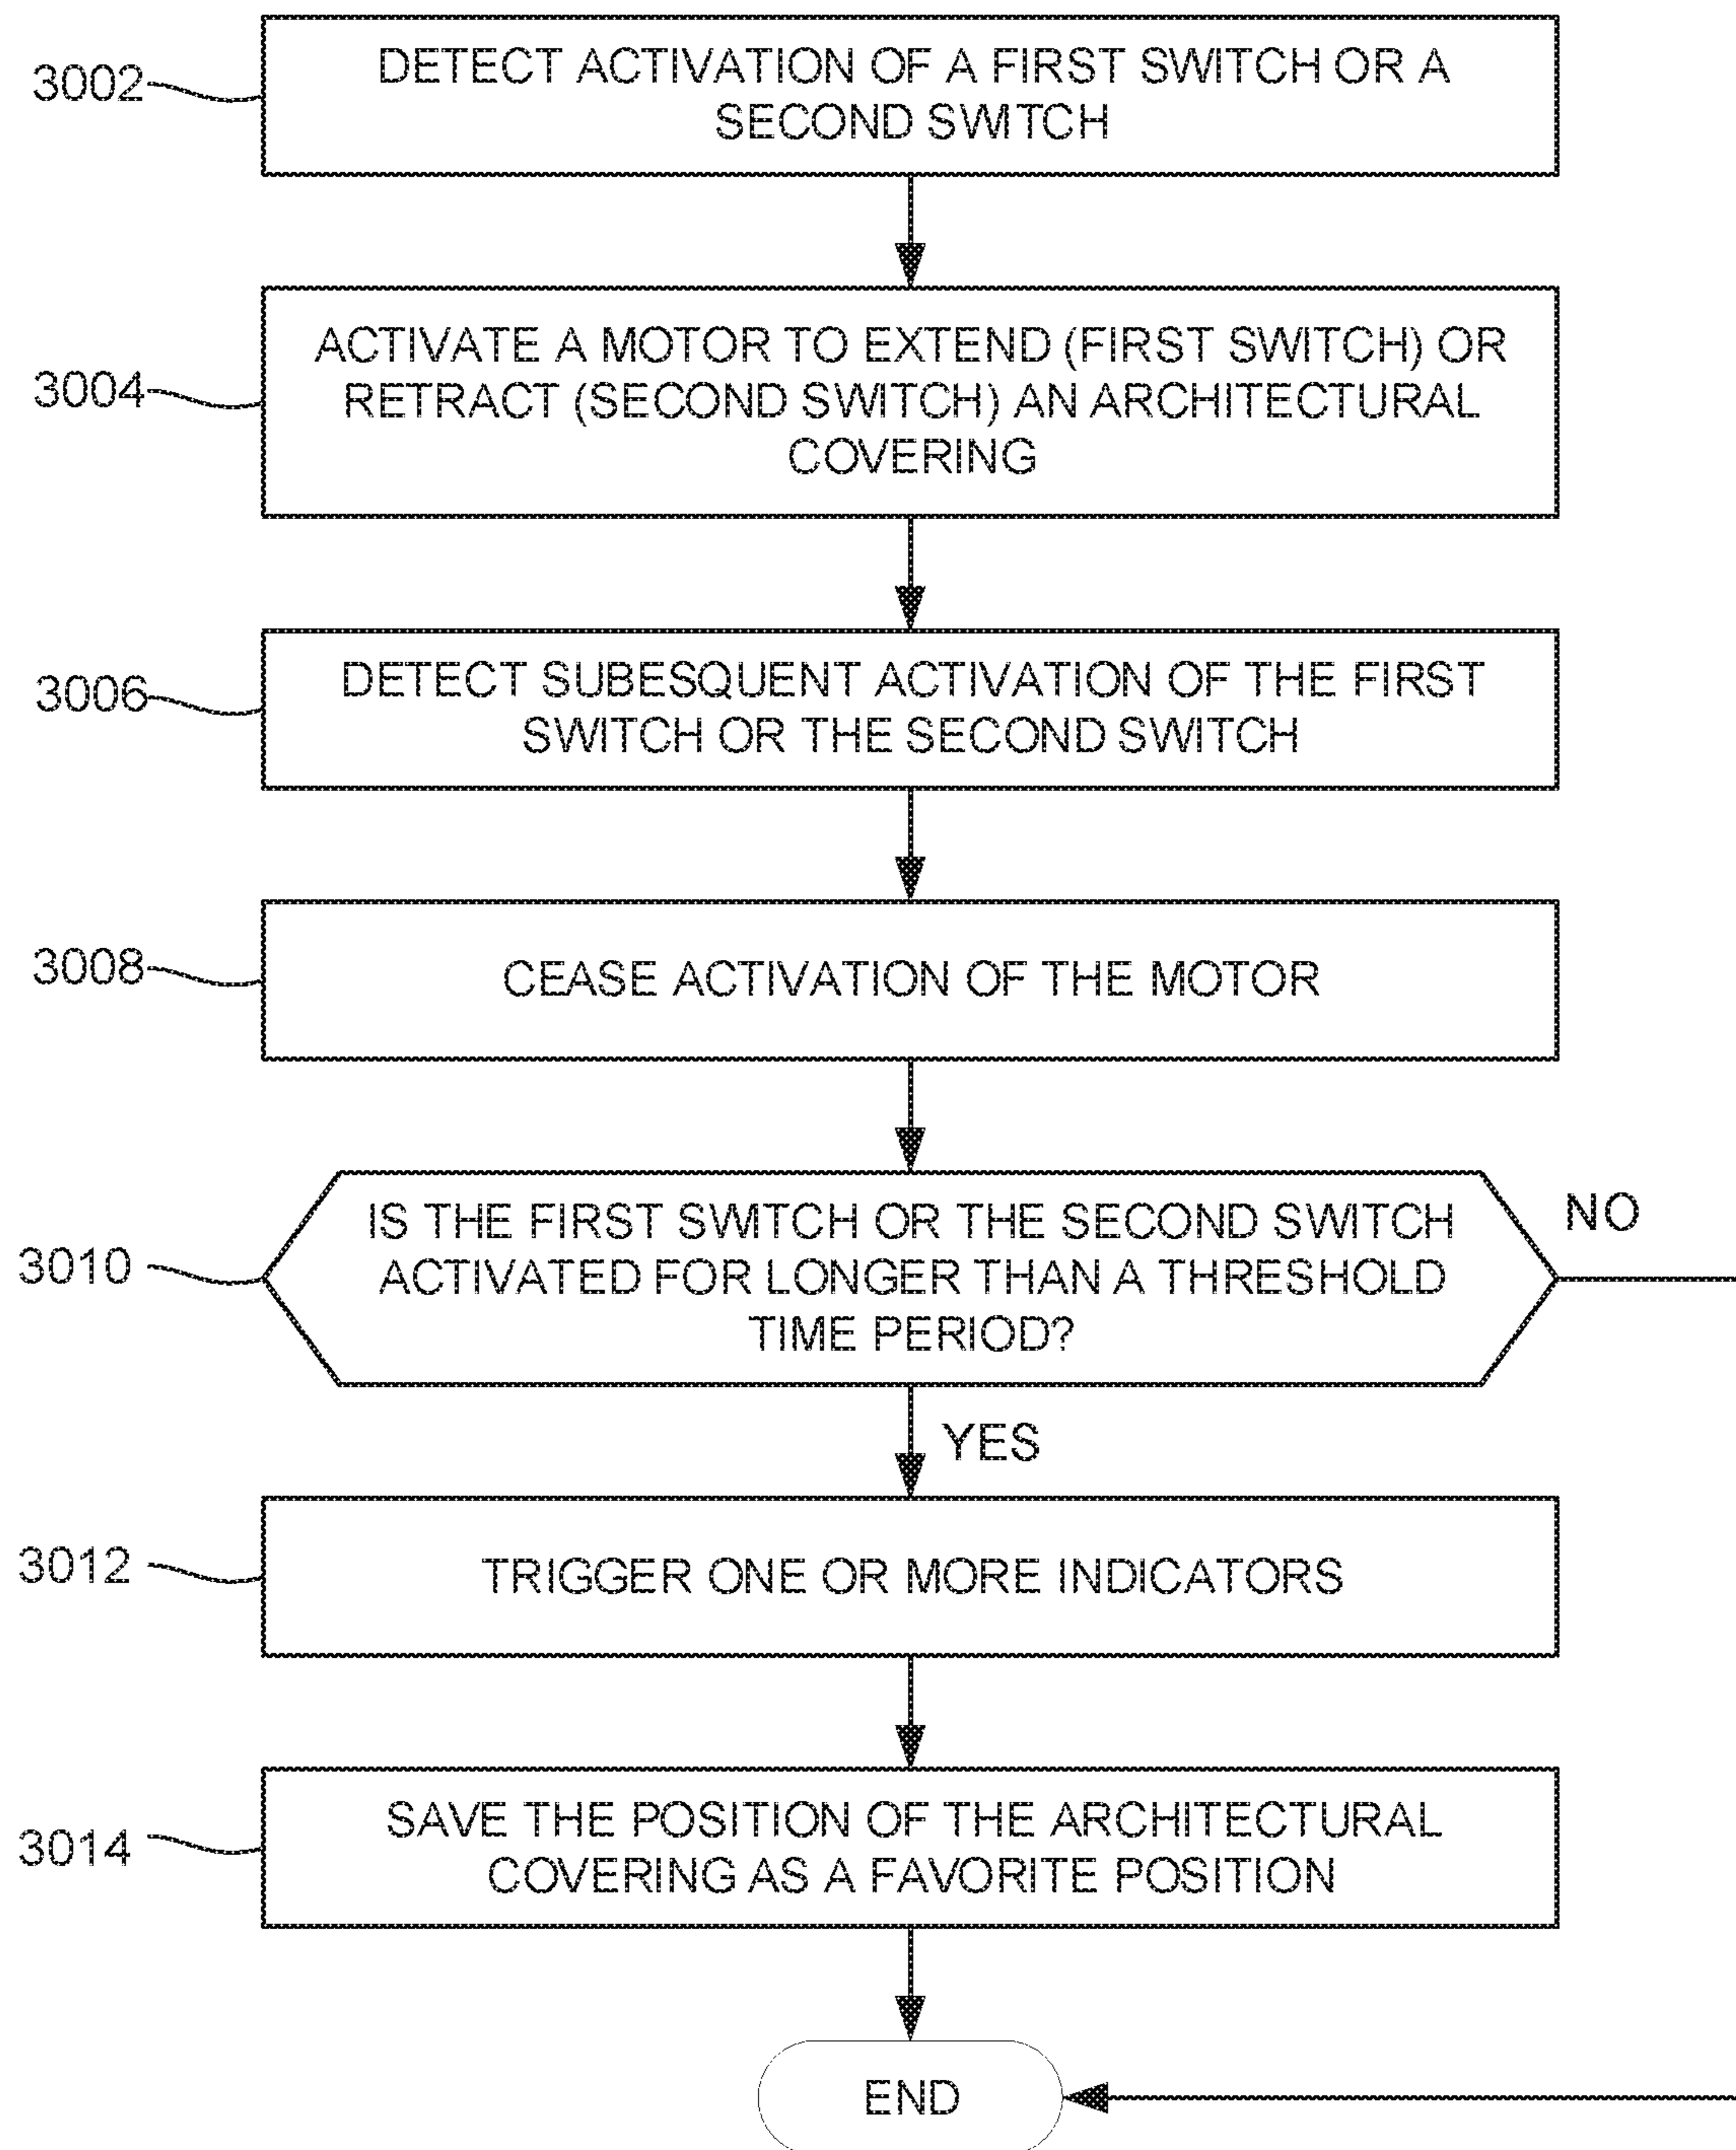 3002
DETECT ACTIVATION OF A FIRST SWITCH OR A
SECOND SWITCH
3004
ACTIVATE A MOTOR TO EXTEND (FIRST SWITCH) OR
RETRACT (SECOND SWITCH) AN ARCHITECTURAL
COVERING
3006
DETECT SUBESQUENT ACTIVATION OF THE FIRST
SWITCH OR THE SECOND SWITCH
3008
CEASE ACTIVATION OF THE MOTOR
3010
IS THE FIRST SWITCH OR THE SECOND SWITCH
ACTIVATED FOR LONGER THAN A THRESHOLD
TIME PERIOD?
NO
YES
3012
TRIGGER ONE OR MORE INDICATORS
3014
SAVE THE POSITION OF THE ARCHITECTURAL
COVERING AS A FAVORITE POSITION
END